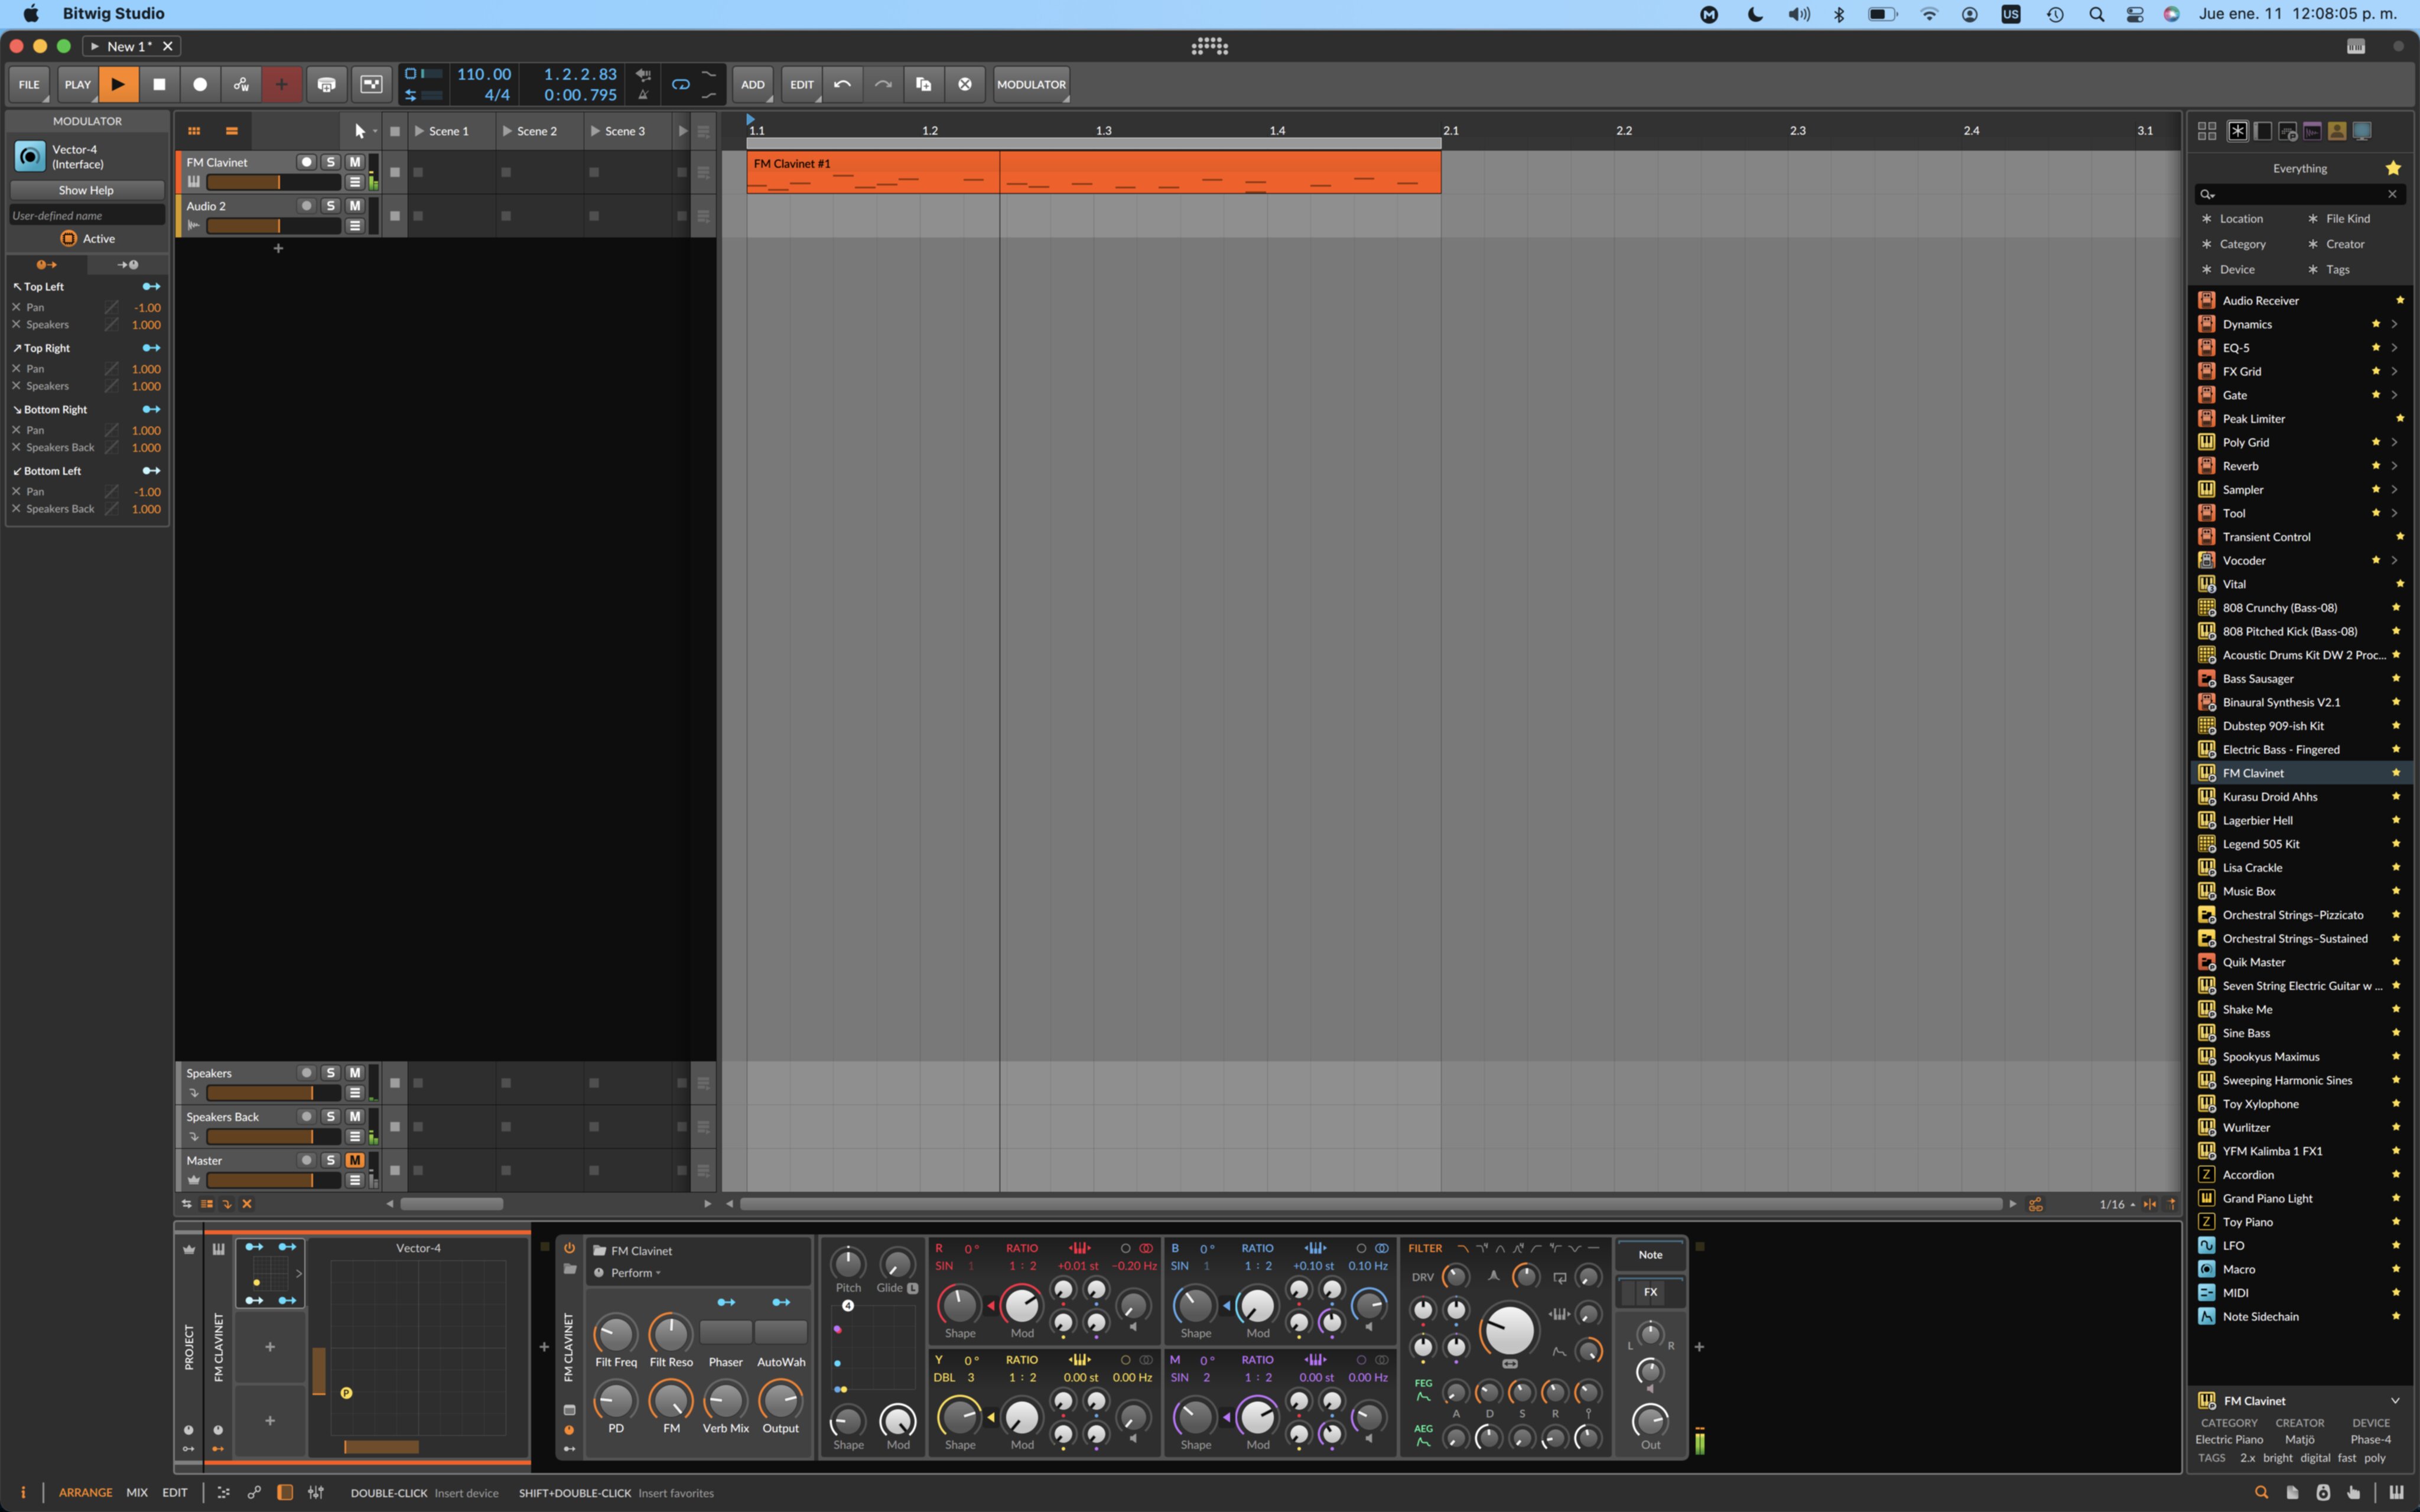 Bitwig Studio
US
Jue ene. 11 12:08:05 p. m.
New 1*
FILE
PLAY
110.00
4/4
1.2.2.83
0:00.795
ADD
EDIT
MODULATOR
MODULATOR
Vector-4
(Interface)
Show Help
User-defined name
Active
Top Left
Pan -1.00
Speakers 1.000
Top Right
Pan 1.000
Speakers 1.000
Bottom Right
Pan 1.000
Speakers Back 1.000
Bottom Left
Pan -1.00
Speakers Back 1.000
Scene 1
Scene 2
Scene 3
FM Clavinet
S M
Audio 2
S M
Speakers
S M
Speakers Back
S M
Master
S M
1.1 1.2 1.3 1.4 2.1 2.2 2.3 2.4 3.1
FM Clavinet #1
1/16
Everything
Location
File Kind
Category
Creator
Device
Tags
Audio Receiver
Dynamics
EQ-5
FX Grid
Gate
Peak Limiter
Poly Grid
Reverb
Sampler
Tool
Transient Control
Vocoder
Vital
808 Crunchy (Bass-08)
808 Pitched Kick (Bass-08)
Acoustic Drums Kit DW 2 Proc...
Bass Sausager
Binaural Synthesis V2.1
Dubstep 909-ish Kit
Electric Bass - Fingered
FM Clavinet
Kurasu Droid Ahhs
Lagerbier Hell
Legend 505 Kit
Lisa Crackle
Music Box
Orchestral Strings–Pizzicato
Orchestral Strings–Sustained
Quik Master
Seven String Electric Guitar w ...
Shake Me
Sine Bass
Spookyus Maximus
Sweeping Harmonic Sines
Toy Xylophone
Wurlitzer
YFM Kalimba 1 FX1
Accordion
Grand Piano Light
Toy Piano
LFO
Macro
MIDI
Note Sidechain
FM Clavinet
CATEGORY CREATOR DEVICE
Electric Piano Matjö Phase-4
TAGS 2.x bright digital fast poly
PROJECT
FM CLAVINET
Vector-4
P
FM CLAVINET
FM Clavinet
Perform
Filt Freq Filt Reso Phaser AutoWah
PD FM Verb Mix Output
Pitch Glide L
4
Shape Mod
R 0° RATIO
SIN 1 1 : 2 +0.01 st -0.20 Hz
Shape Mod
Y 0° RATIO
DBL 3 1 : 2 0.00 st 0.00 Hz
Shape Mod
B 0° RATIO
SIN 1 1 : 2 +0.10 st 0.10 Hz
Shape Mod
M 0° RATIO
SIN 2 1 : 2 0.00 st 0.00 Hz
Shape Mod
FILTER
DRV
FEG
A D S R
AEG
Note
FX
L R
Out
ARRANGE MIX EDIT
DOUBLE-CLICK Insert device SHIFT+DOUBLE-CLICK Insert favorites